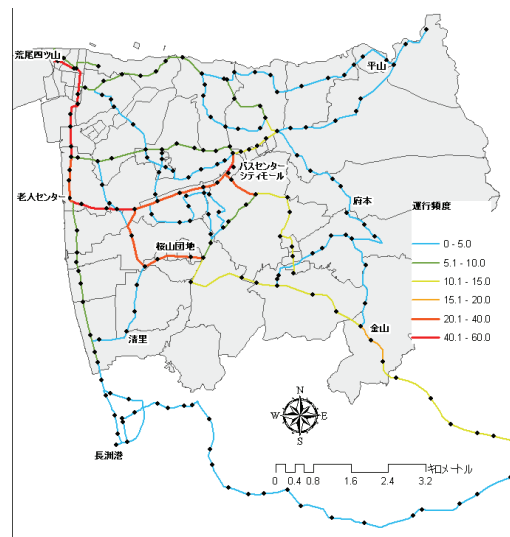 荒尾四ツ山
平山
バスセンター
シティモール
老人センター
府本
運行頻度
0 - 5.0
5.1 - 10.0
10.1 - 15.0
15.1 - 20.0
20.1 - 40.0
40.1 - 60.0
桜山団地
濱里
金山
N
W
E
S
長洲港
キロメートル
0 0.4 0.8 1.6 2.4 3.2